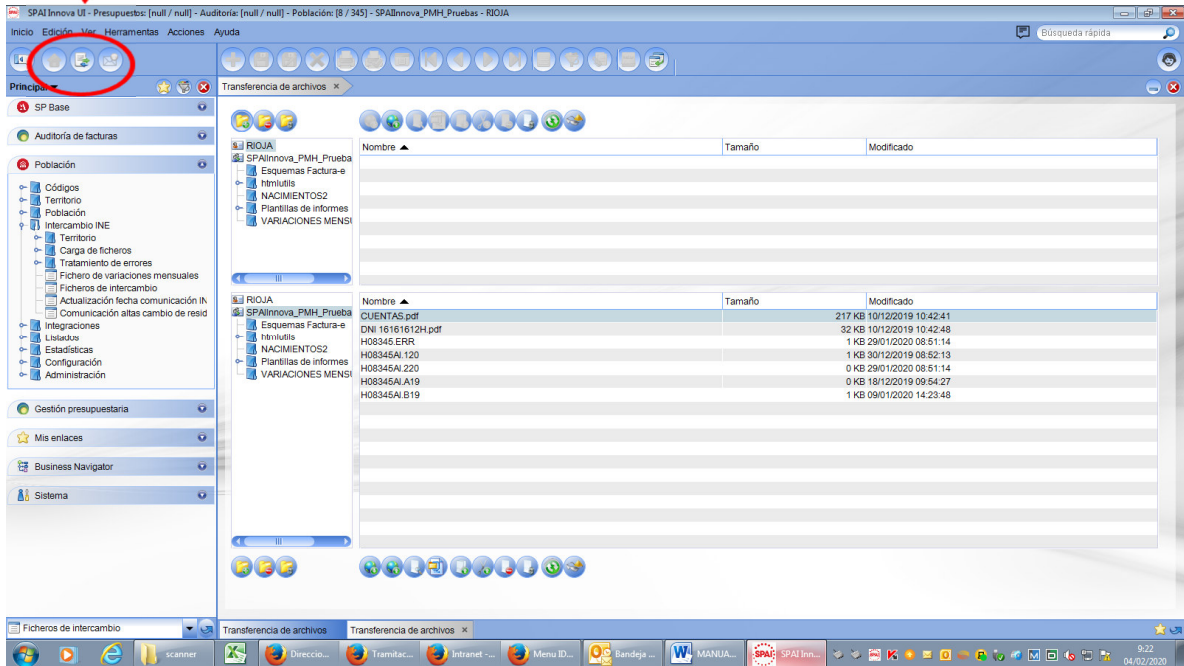 SPAI Innova UI - Presupuestos: [null / null] - Auditoría: [null / null] - Población: [8 / 345] - SPAIInnova_PMH_Pruebas - RIOJA
Inicio Edición Ver Herramentas Acciones Ayuda
Búsqueda rápida
Principal
Transferencia de archivos ×
SP Base
Auditoría de facturas
Población
Códigos
Territorio
Población
Intercambio INE
Territorio
Carga de ficheros
Tratamiento de errores
Fichero de variaciones mensuales
Ficheros de intercambio
Actualización fecha comunicación IN
Comunicación altas cambio de resid
Integraciones
Listados
Estadísticas
Configuración
Administración
Gestión presupuestaria
Mis enlaces
Business Navigator
Sistema
RIOJA
SPAIInnova_PMH_Prueba
Esquemas Factura-e
htmlutils
NACIMIENTOS2
Plantillas de informes
VARIACIONES MENSU
Nombre Tamaño Modificado
RIOJA
SPAIInnova_PMH_Prueba
Esquemas Factura-e
htmlutils
NACIMIENTOS2
Plantillas de informes
VARIACIONES MENSU
Nombre Tamaño Modificado
CUENTAS.pdf 217 KB 10/12/2019 10:42:41
DNI 16161612H.pdf 32 KB 10/12/2019 10:42:48
H08345.ERR 1 KB 29/01/2020 08:51:14
H08345AI.120 1 KB 30/12/2019 08:52:13
H08345AI.220 0 KB 29/01/2020 08:51:14
H08345AI.A19 0 KB 18/12/2019 09:54:27
H08345AI.B19 1 KB 09/01/2020 14:23:48
Ficheros de intercambio
Transferencia de archivos Transferencia de archivos ×
scanner Direccio... Tramitac... Intranet -... Menu ID... Bandeja ... MANUA... SPAI Inn... 9:22
04/02/2020